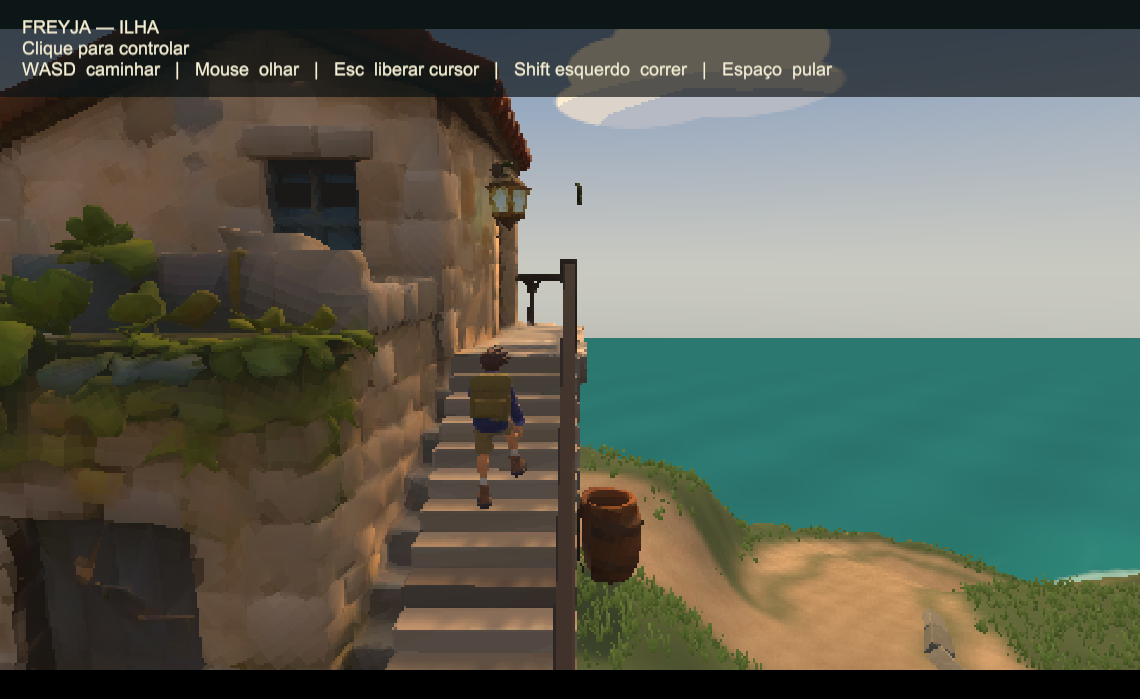 FREYJA — ILHA
Clique para controlar
WASD  caminhar   |   Mouse  olhar   |   Esc  liberar cursor   |   Shift esquerdo  correr   |   Espaço  pular